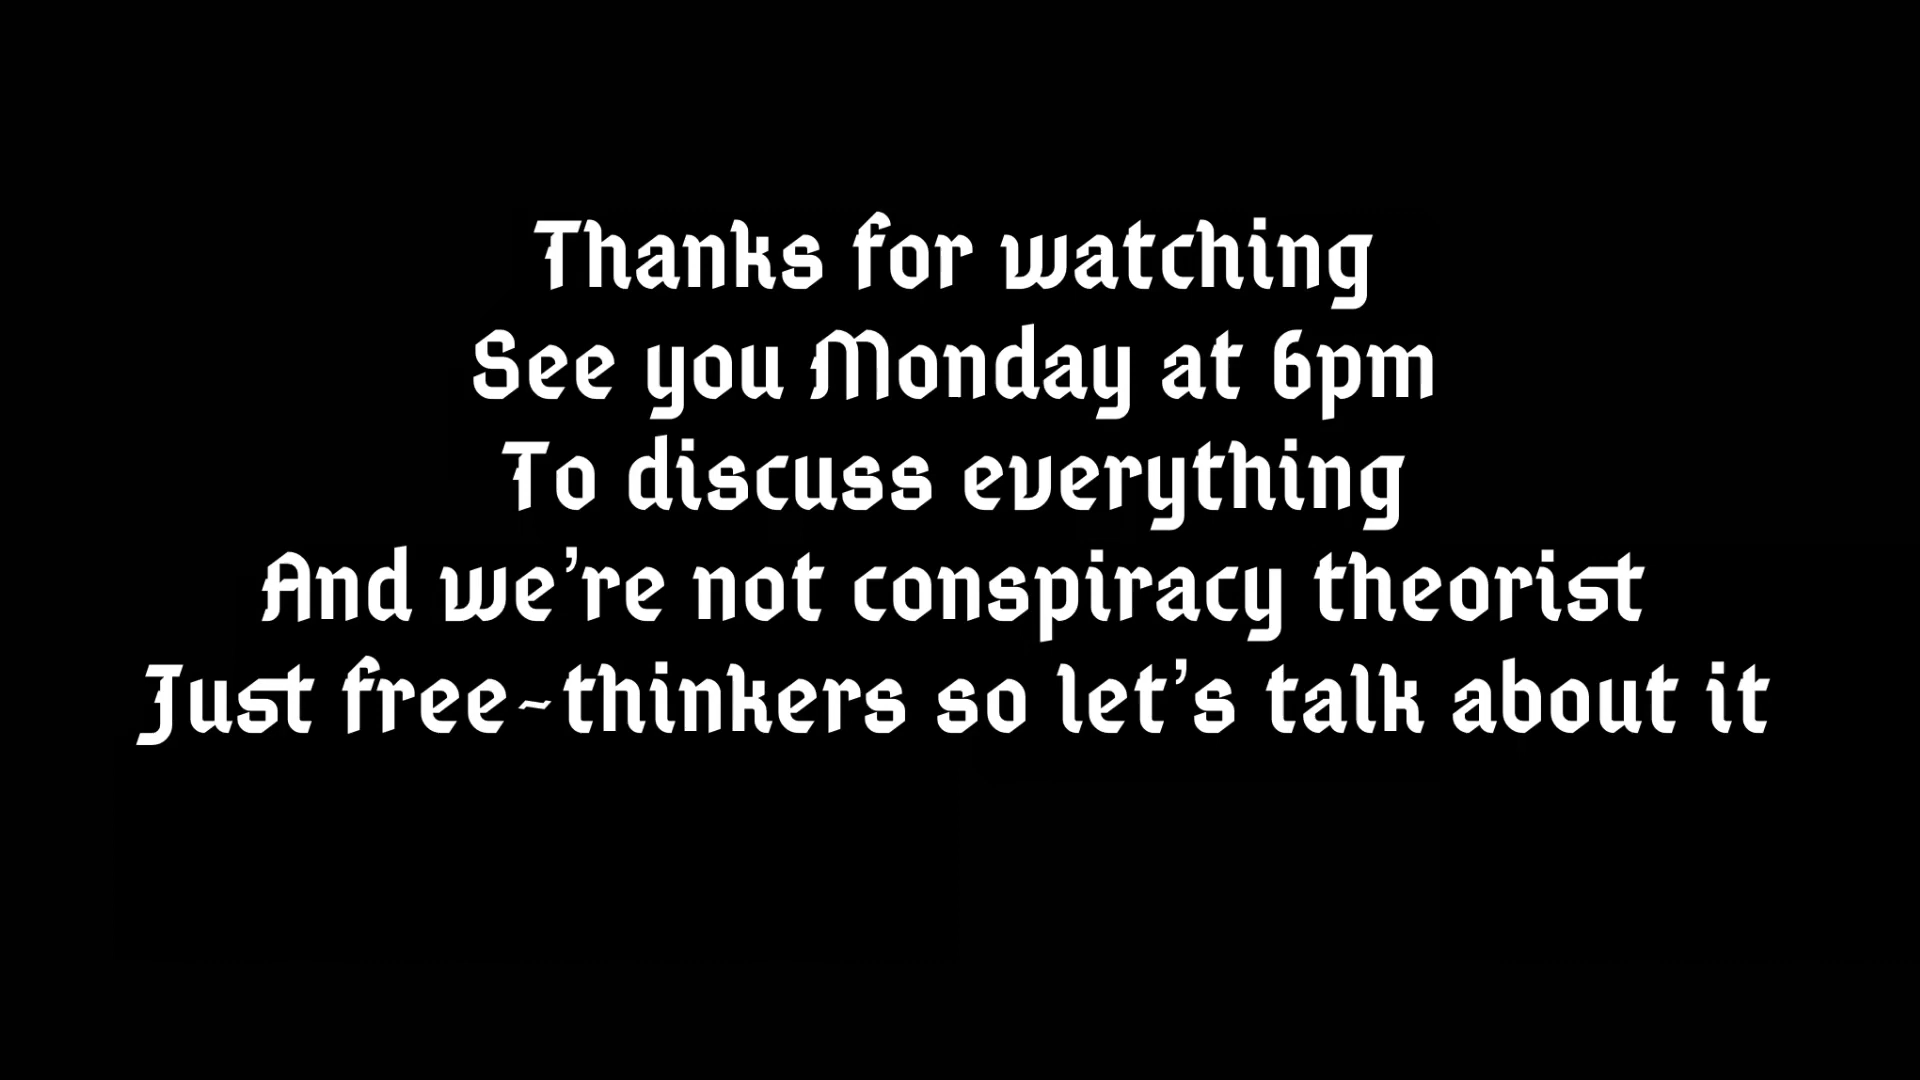 Thanks for watching
See you Monday at 6pm
To discuss everything
And we’re not conspiracy theorist
Just free-thinkers so let’s talk about it